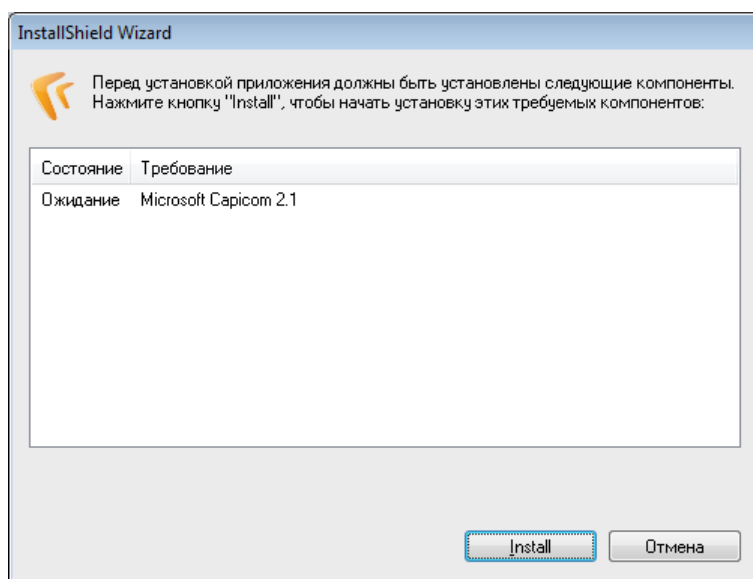 InstallShield Wizard
Перед установкой приложения должны быть установлены следующие компоненты.
Нажмите кнопку "Install", чтобы начать установку этих требуемых компонентов:
Состояние Требование
Ожидание Microsoft Capicom 2.1
Install Отмена